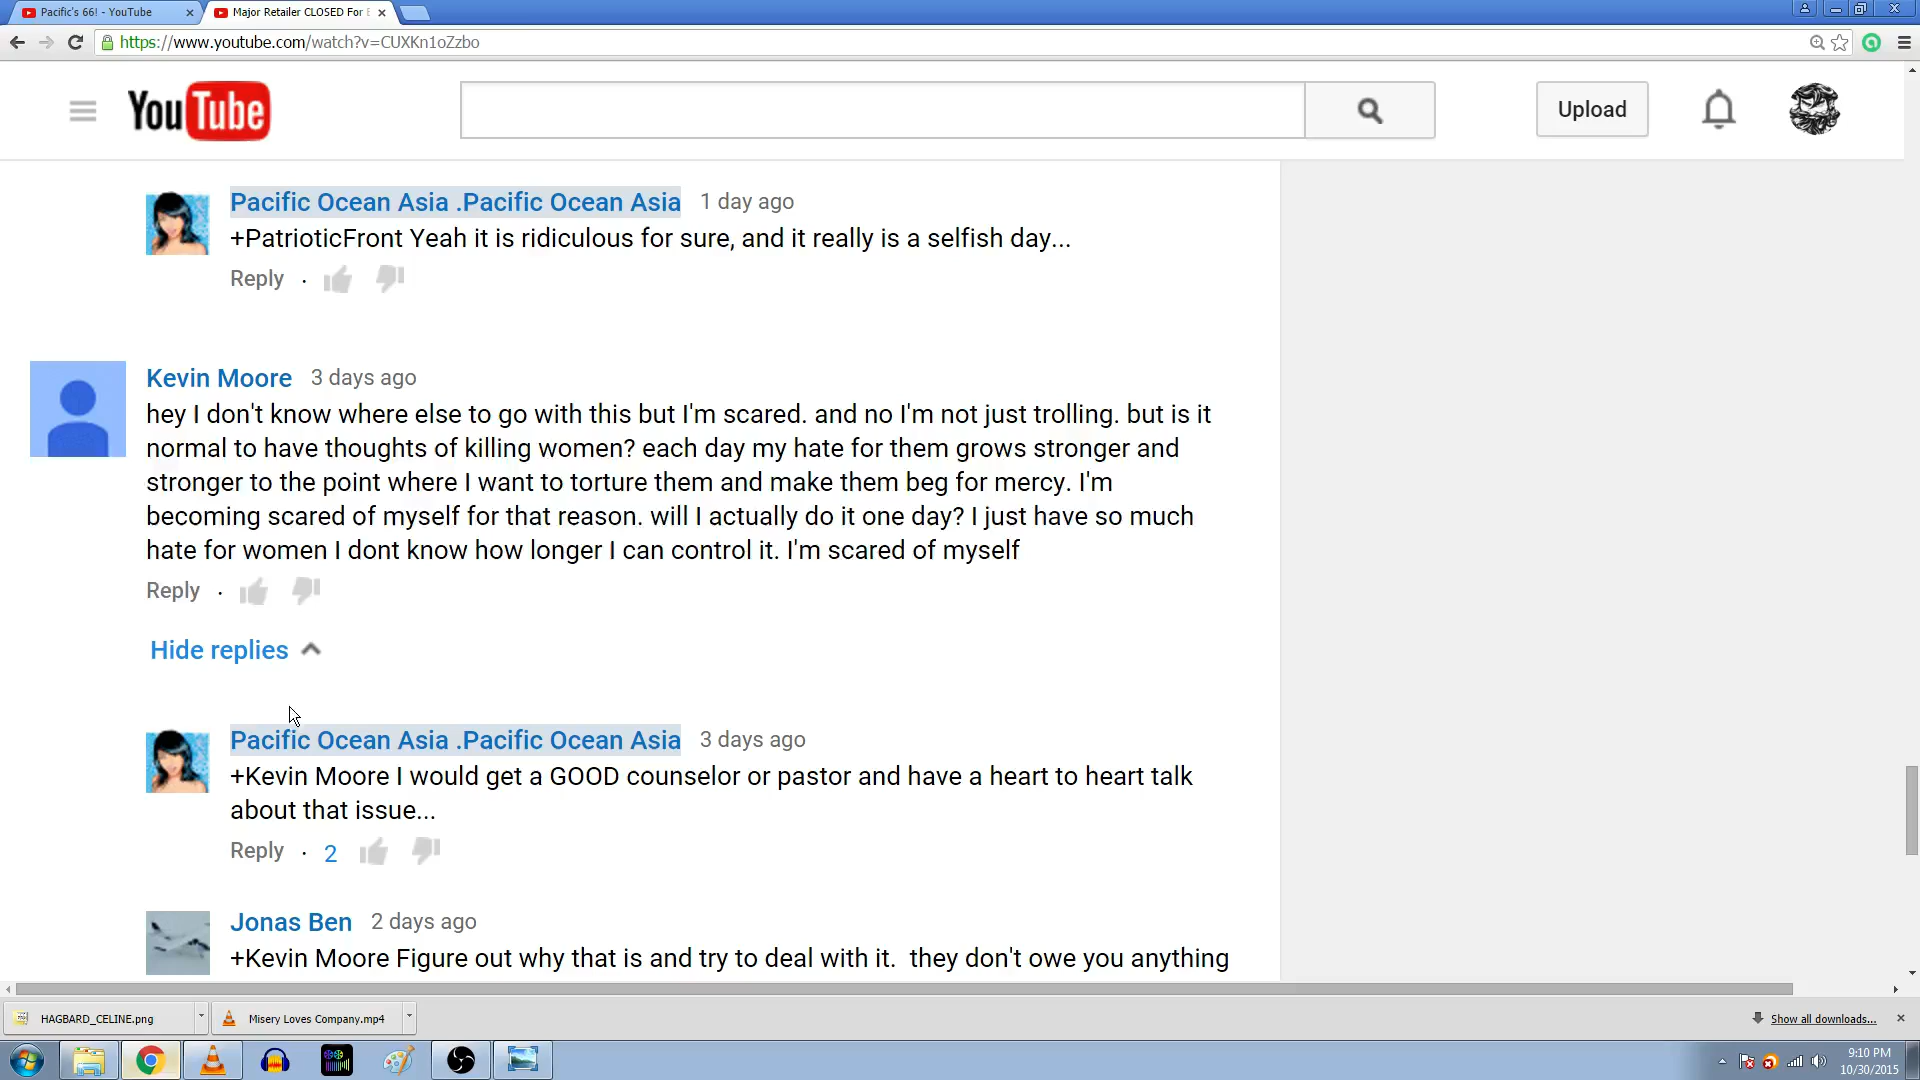 Pacific's 66! - YouTube
Major Retailer CLOSED For
https://www.youtube.com/watch?v=CUXKn1oZzbo
YouTube
Upload
Pacific Ocean Asia .Pacific Ocean Asia 1 day ago
+PatrioticFront Yeah it is ridiculous for sure, and it really is a selfish day...
Reply ·
Kevin Moore 3 days ago
hey I don't know where else to go with this but I'm scared. and no I'm not just trolling. but is it
normal to have thoughts of killing women? each day my hate for them grows stronger and
stronger to the point where I want to torture them and make them beg for mercy. I'm
becoming scared of myself for that reason. will I actually do it one day? I just have so much
hate for women I dont know how longer I can control it. I'm scared of myself
Reply ·
Hide replies
Pacific Ocean Asia .Pacific Ocean Asia 3 days ago
+Kevin Moore I would get a GOOD counselor or pastor and have a heart to heart talk
about that issue...
Reply · 2
Jonas Ben 2 days ago
+Kevin Moore Figure out why that is and try to deal with it.  they don't owe you anything
HAGBARD_CELINE.png
Misery Loves Company.mp4
Show all downloads...
9:10 PM
10/30/2015